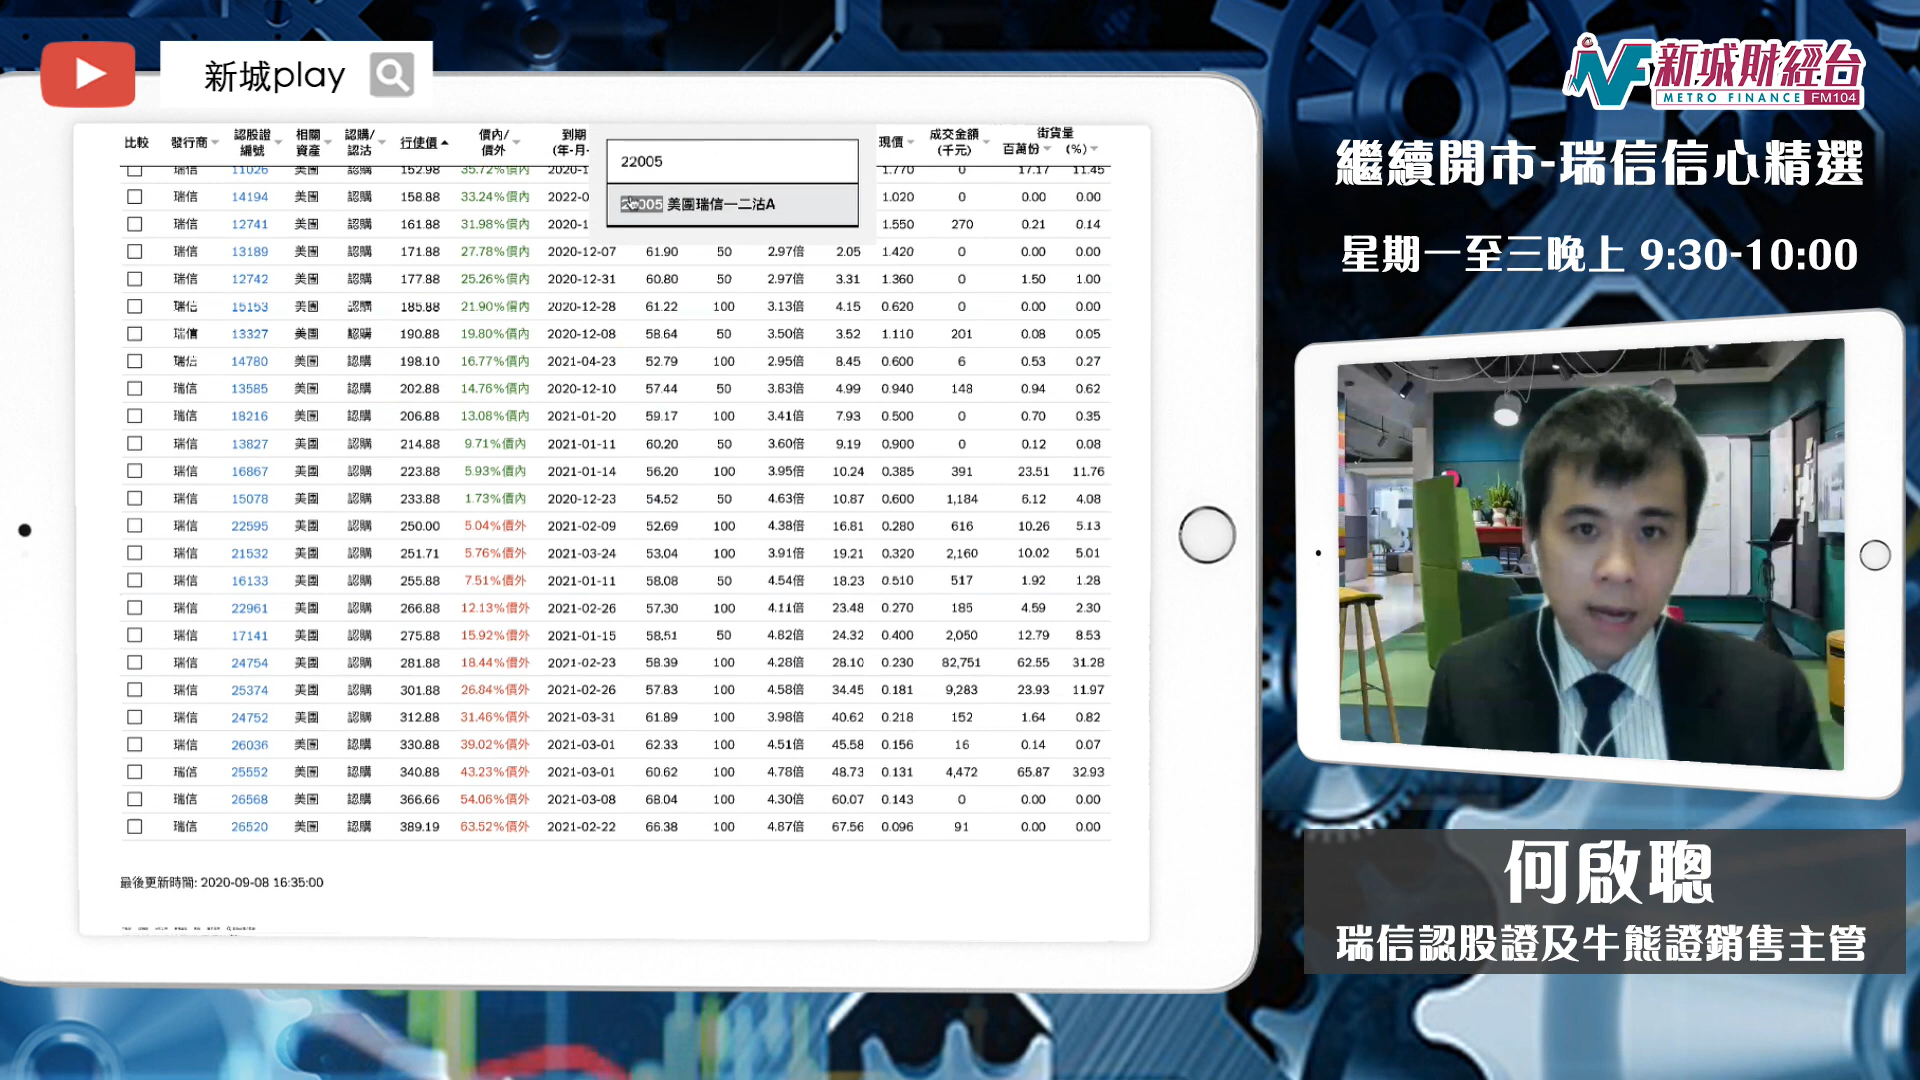 新城play
新城財經台
METRO FINANCE FM104
繼續開市-瑞信信心精選
星期一至三晚上 9:30-10:00
何啟聰
瑞信認股證及牛熊證銷售主管
22005
22005 美團瑞信一二沽A
比較 發行商 認股證編號 相關資產 認購/認沽 行使價 價內/價外 到期 (年-月- 現價 成交金額(千元) 街貨量 百萬份 (%)
瑞信 11026 美團 認購 152.98 35.72%價內 2020-1 1.770 0 17.17 11.45
瑞信 14194 美團 認購 158.88 33.24%價內 2022-0 1.020 0 0.00 0.00
瑞信 12741 美團 認購 161.88 31.98%價內 2020-1 1.550 270 0.21 0.14
瑞信 13189 美團 認購 171.88 27.78%價內 2020-12-07 61.90 50 2.97倍 2.05 1.420 0 0.00 0.00
瑞信 12742 美團 認購 177.88 25.26%價內 2020-12-31 60.80 50 2.97倍 3.31 1.360 0 1.50 1.00
瑞信 15153 美團 認購 185.88 21.90%價內 2020-12-28 61.22 100 3.13倍 4.15 0.620 0 0.00 0.00
瑞信 13327 美團 認購 190.88 19.80%價內 2020-12-08 58.64 50 3.50倍 3.52 1.110 201 0.08 0.05
瑞信 14780 美團 認購 198.10 16.77%價內 2021-04-23 52.79 100 2.95倍 8.45 0.600 6 0.53 0.27
瑞信 13585 美團 認購 202.88 14.76%價內 2020-12-10 57.44 50 3.83倍 4.99 0.940 148 0.94 0.62
瑞信 18216 美團 認購 206.88 13.08%價內 2021-01-20 59.17 100 3.41倍 7.93 0.500 0 0.70 0.35
瑞信 13827 美團 認購 214.88 9.71%價內 2021-01-11 60.20 50 3.60倍 9.19 0.900 0 0.12 0.08
瑞信 16867 美團 認購 223.88 5.93%價內 2021-01-14 56.20 100 3.95倍 10.24 0.385 391 23.51 11.76
瑞信 15078 美團 認購 233.88 1.73%價內 2020-12-23 54.52 50 4.63倍 10.87 0.600 1,184 6.12 4.08
瑞信 22595 美團 認購 250.00 5.04%價外 2021-02-09 52.69 100 4.38倍 16.81 0.280 616 10.26 5.13
瑞信 21532 美團 認購 251.71 5.76%價外 2021-03-24 53.04 100 3.91倍 19.21 0.320 2,160 10.02 5.01
瑞信 16133 美團 認購 255.88 7.51%價外 2021-01-11 58.08 50 4.54倍 18.23 0.510 517 1.92 1.28
瑞信 22961 美團 認購 266.88 12.13%價外 2021-02-26 57.30 100 4.11倍 23.48 0.270 185 4.59 2.30
瑞信 17141 美團 認購 275.88 15.92%價外 2021-01-15 58.51 50 4.82倍 24.32 0.400 2,050 12.79 8.53
瑞信 24754 美團 認購 281.88 18.44%價外 2021-02-23 58.39 100 4.28倍 28.10 0.230 82,751 62.55 31.28
瑞信 25374 美團 認購 301.88 26.84%價外 2021-02-26 57.83 100 4.58倍 34.45 0.181 9,283 23.93 11.97
瑞信 24752 美團 認購 312.88 31.46%價外 2021-03-31 61.89 100 3.98倍 40.62 0.218 152 1.64 0.82
瑞信 26036 美團 認購 330.88 39.02%價外 2021-03-01 62.33 100 4.51倍 45.58 0.156 16 0.14 0.07
瑞信 25552 美團 認購 340.88 43.23%價外 2021-03-01 60.62 100 4.78倍 48.73 0.131 4,472 65.87 32.93
瑞信 26568 美團 認購 366.66 54.06%價外 2021-03-08 68.04 100 4.30倍 60.07 0.143 0 0.00 0.00
瑞信 26520 美團 認購 389.19 63.52%價外 2021-02-22 66.38 100 4.87倍 67.56 0.096 91 0.00 0.00
最後更新時間: 2020-09-08 16:35:00